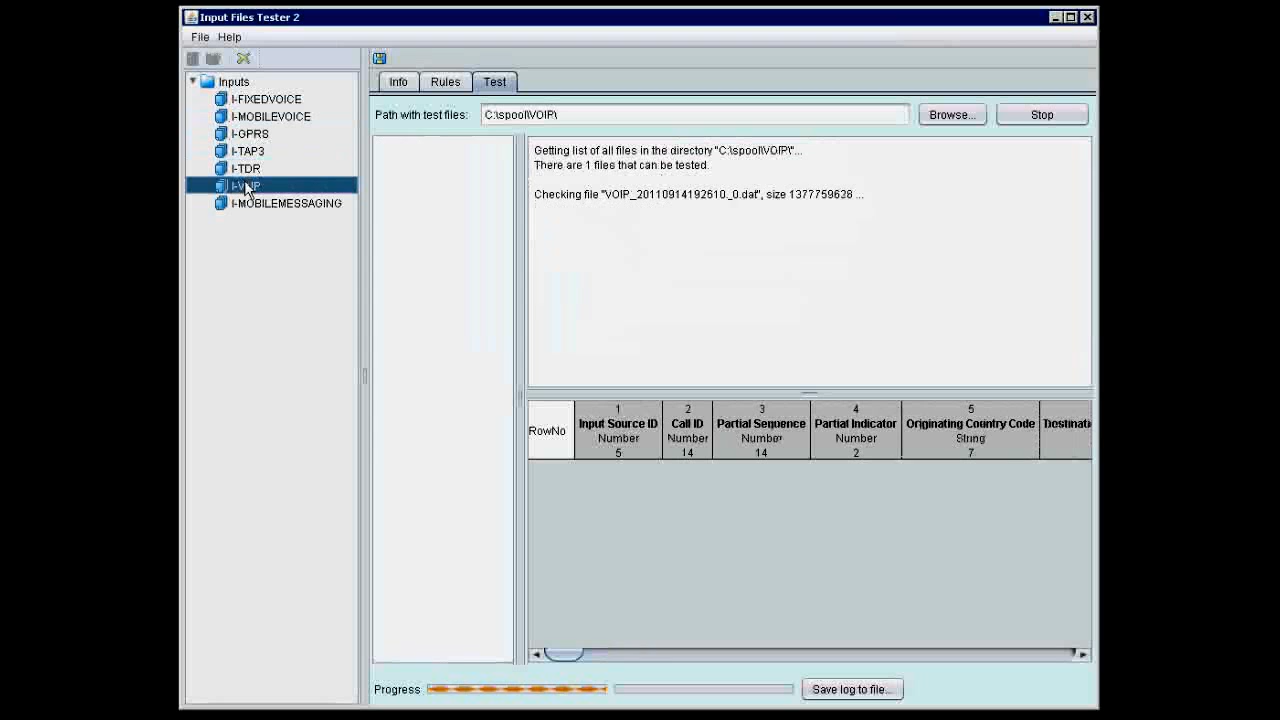 Input Files Tester 2
File Help
Inputs
I-FIXEDVOICE
I-MOBILEVOICE
I-GPRS
I-TAP3
I-TDR
I-VOIP
I-MOBILEMESSAGING
Info Rules Test
Path with test files: C:\spool\VOIP\ Browse... Stop
Getting list of all files in the directory "C:\spool\VOIP\"...
There are 1 files that can be tested.
Checking file "VOIP_20110914192610_0.dat", size 1377759628 ...
RowNo
1 2 3 4 5
Input Source ID Call ID Partial Sequence Partial Indicator Originating Country Code
Number Number Number Number String
5 14 14 2 7
Progress Save log to file...